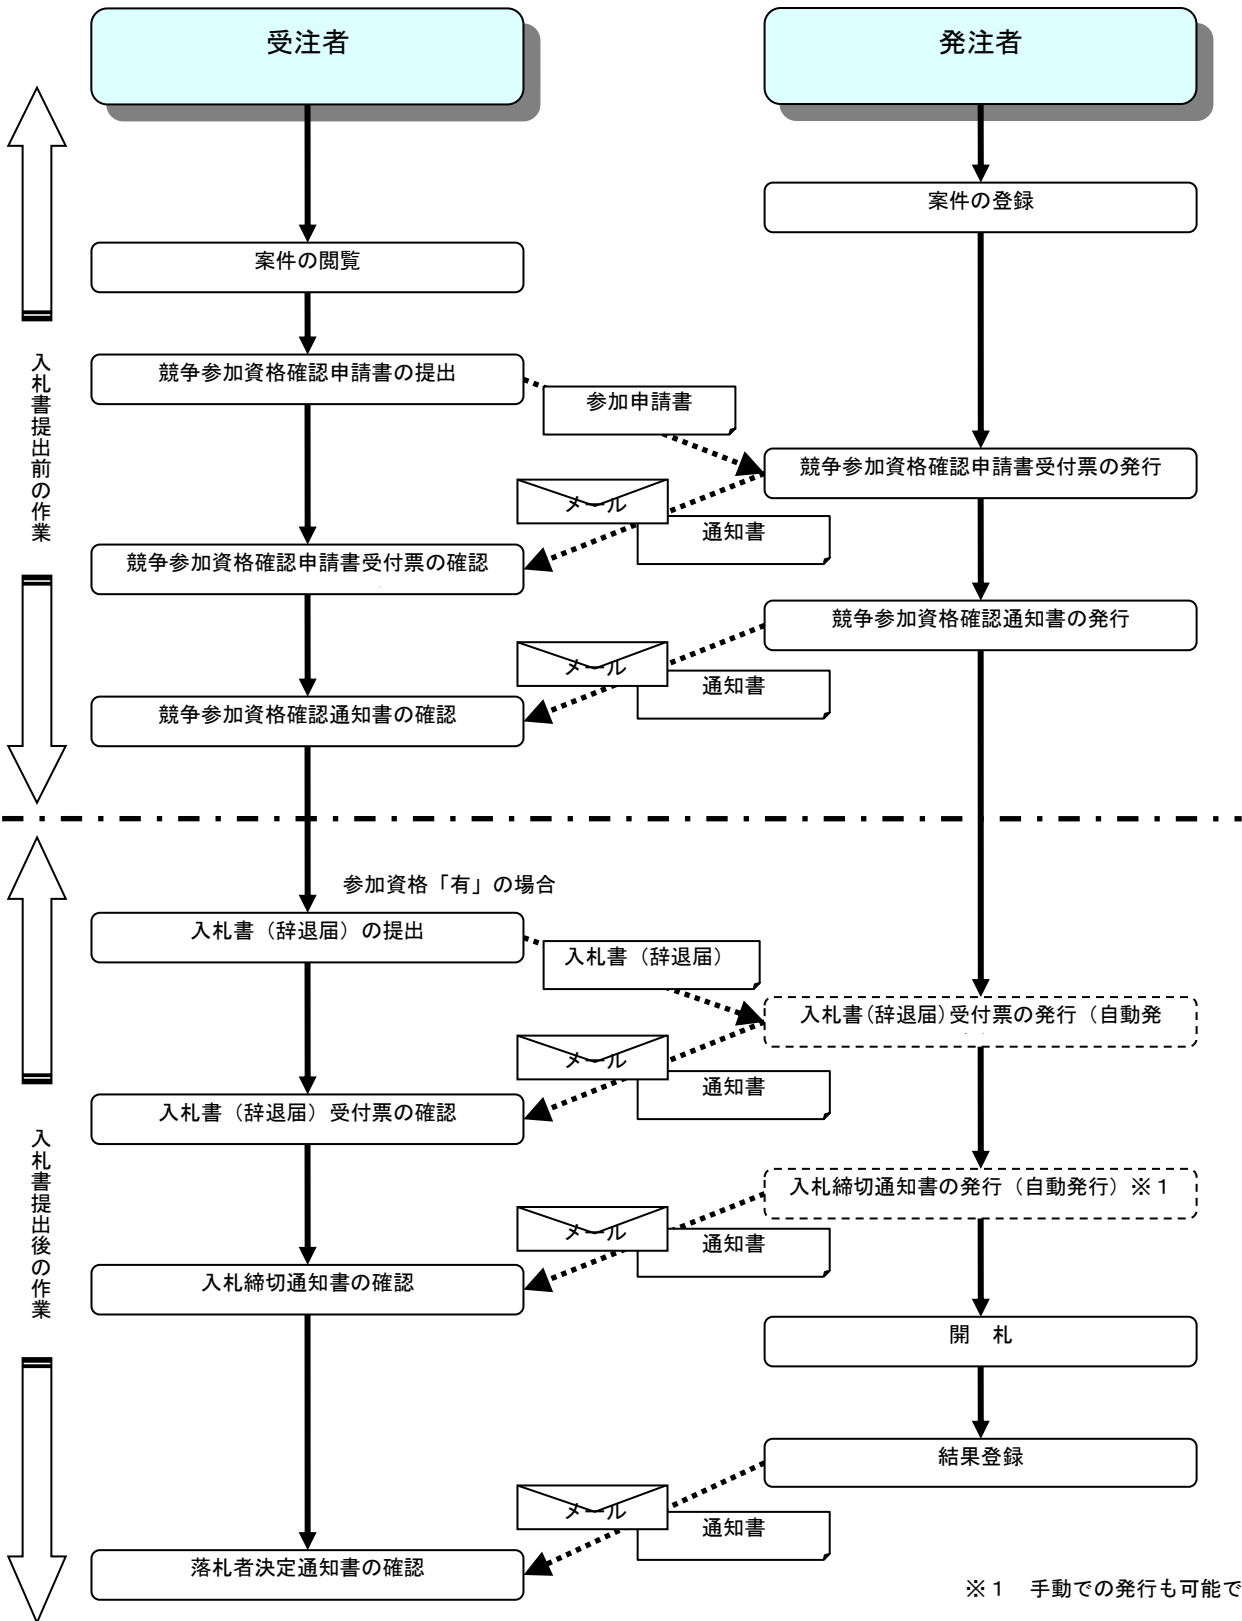 受注者
発注者
案件の登録
案件の閲覧
入札書提出前の作業
競争参加資格確認申請書の提出
参加申請書
競争参加資格確認申請書受付票の発行
メール
通知書
競争参加資格確認申請書受付票の確認
競争参加資格確認通知書の発行
メール
通知書
競争参加資格確認通知書の確認
参加資格「有」の場合
入札書（辞退届）の提出
入札書（辞退届）
入札書(辞退届)受付票の発行（自動発
メール
通知書
入札書（辞退届）受付票の確認
入札書提出後の作業
入札締切通知書の発行（自動発行）※１
メール
通知書
入札締切通知書の確認
開　札
結果登録
メール
通知書
落札者決定通知書の確認
※１　手動での発行も可能で